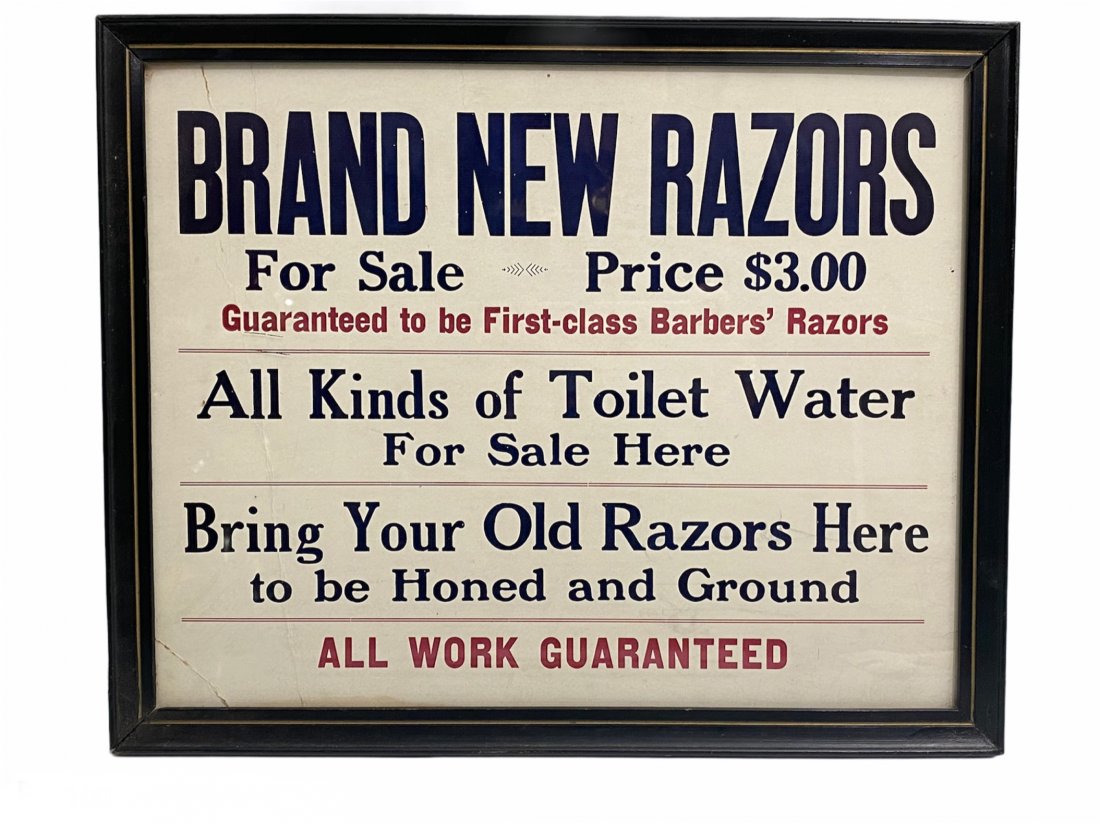 BRAND NEW RAZORS
For Sale Price $3.00
Guaranteed to be First-class Barbers' Razors
All Kinds of Toilet Water
For Sale Here
Bring Your Old Razors Here
to be Honed and Ground
ALL WORK GUARANTEED